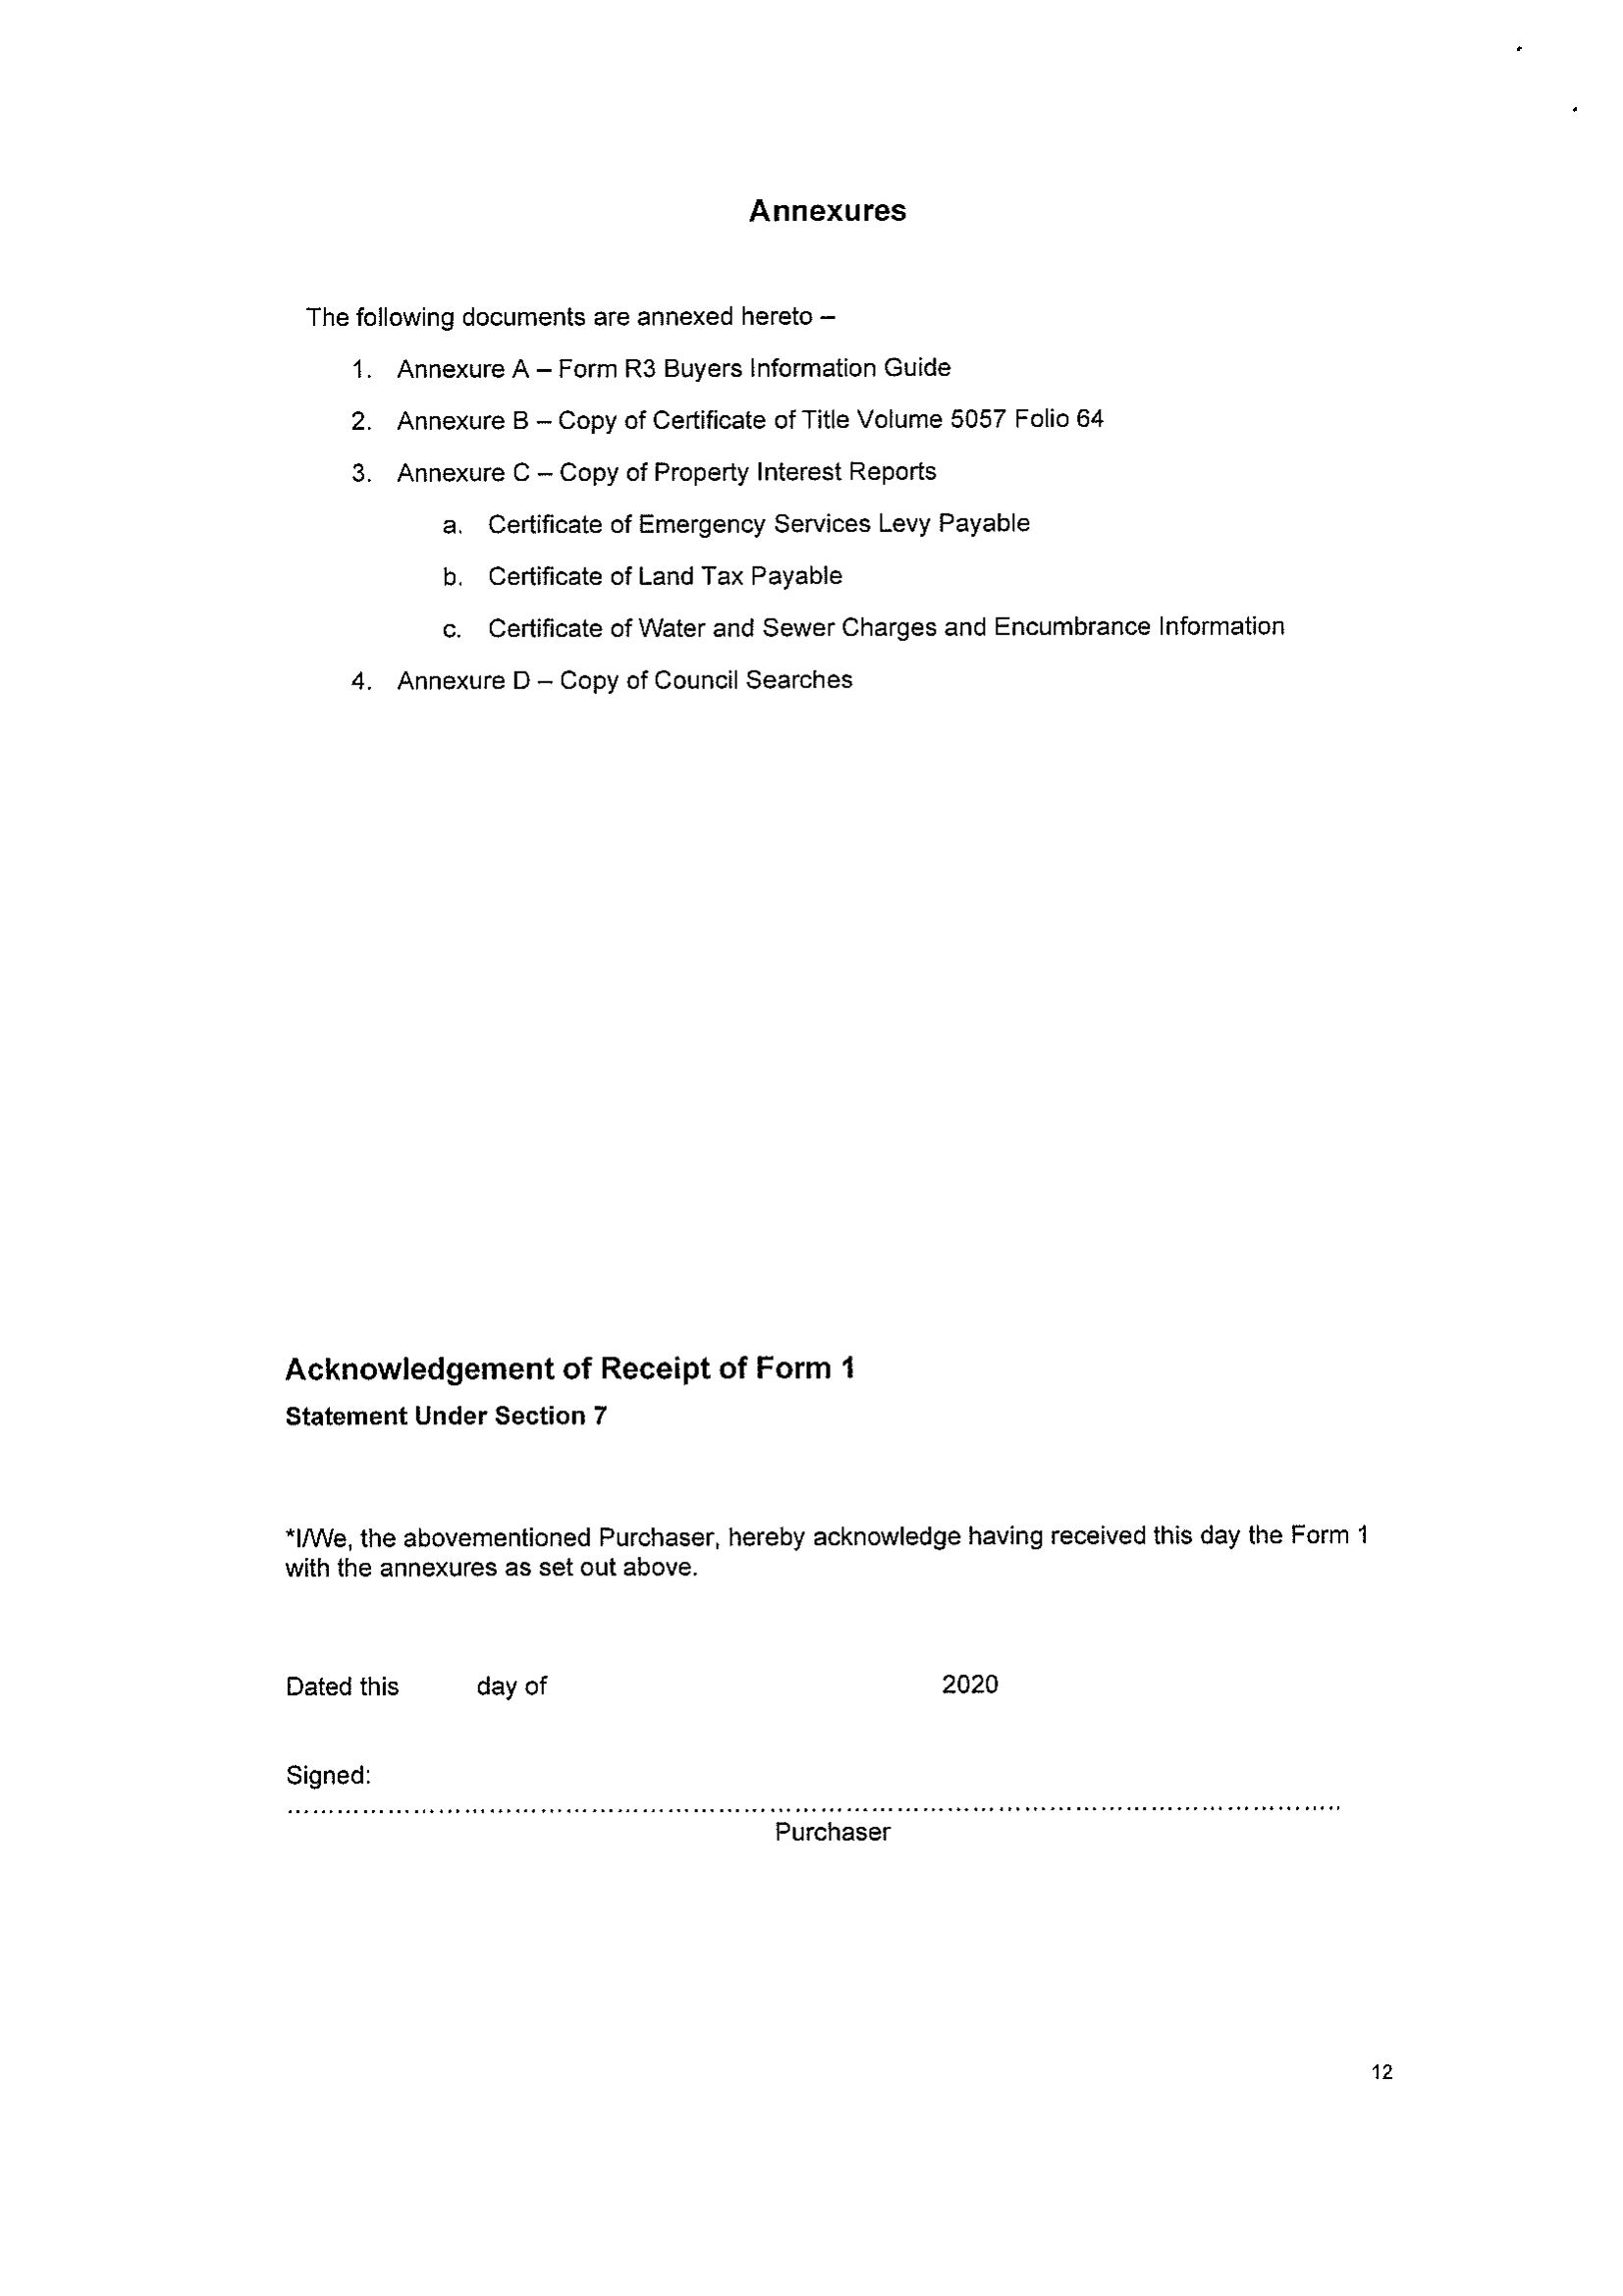 Annexures
The following documents are annexed hereto –
1. Annexure A – Form R3 Buyers Information Guide
2. Annexure B – Copy of Certificate of Title Volume 5057 Folio 64
3. Annexure C – Copy of Property Interest Reports
a. Certificate of Emergency Services Levy Payable
b. Certificate of Land Tax Payable
c. Certificate of Water and Sewer Charges and Encumbrance Information
4. Annexure D – Copy of Council Searches
Acknowledgement of Receipt of Form 1
Statement Under Section 7
*I/We, the abovementioned Purchaser, hereby acknowledge having received this day the Form 1
with the annexures as set out above.
Dated this day of 2020
Signed:
Purchaser
12